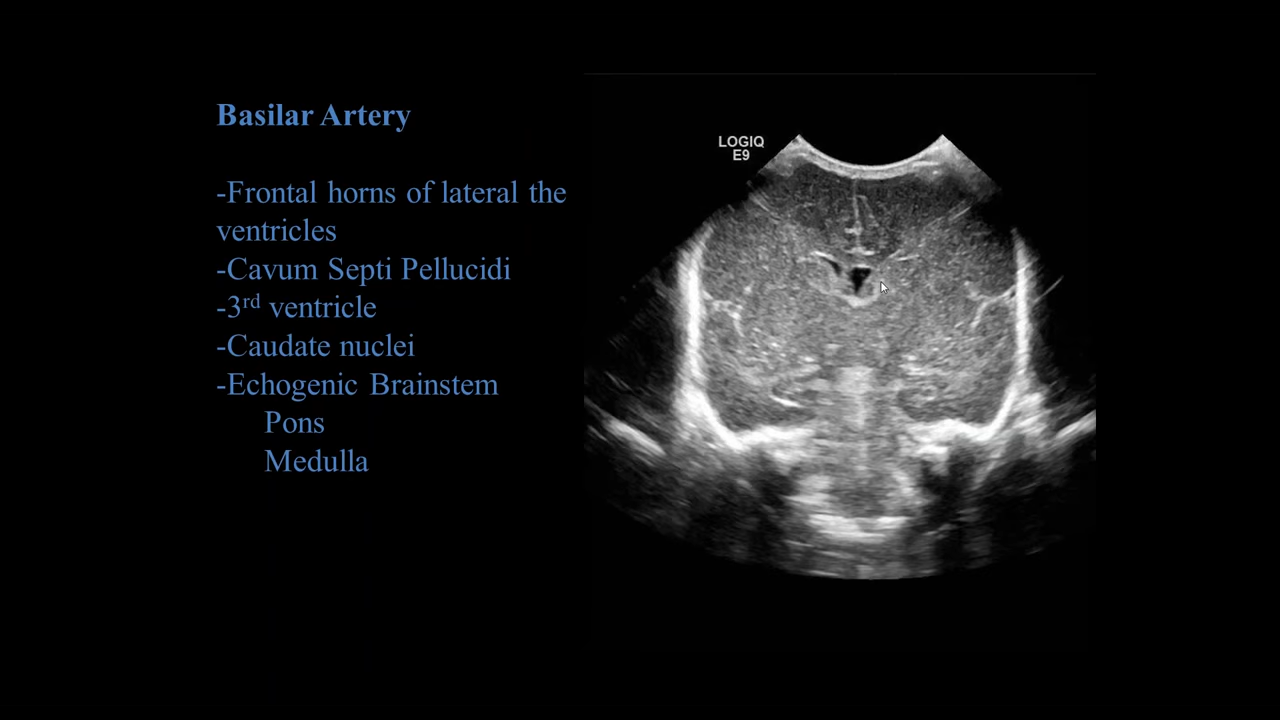 Basilar Artery
-Frontal horns of lateral the
ventricles
-Cavum Septi Pellucidi
-3rd ventricle
-Caudate nuclei
-Echogenic Brainstem
Pons
Medulla
LOGIQ
E9